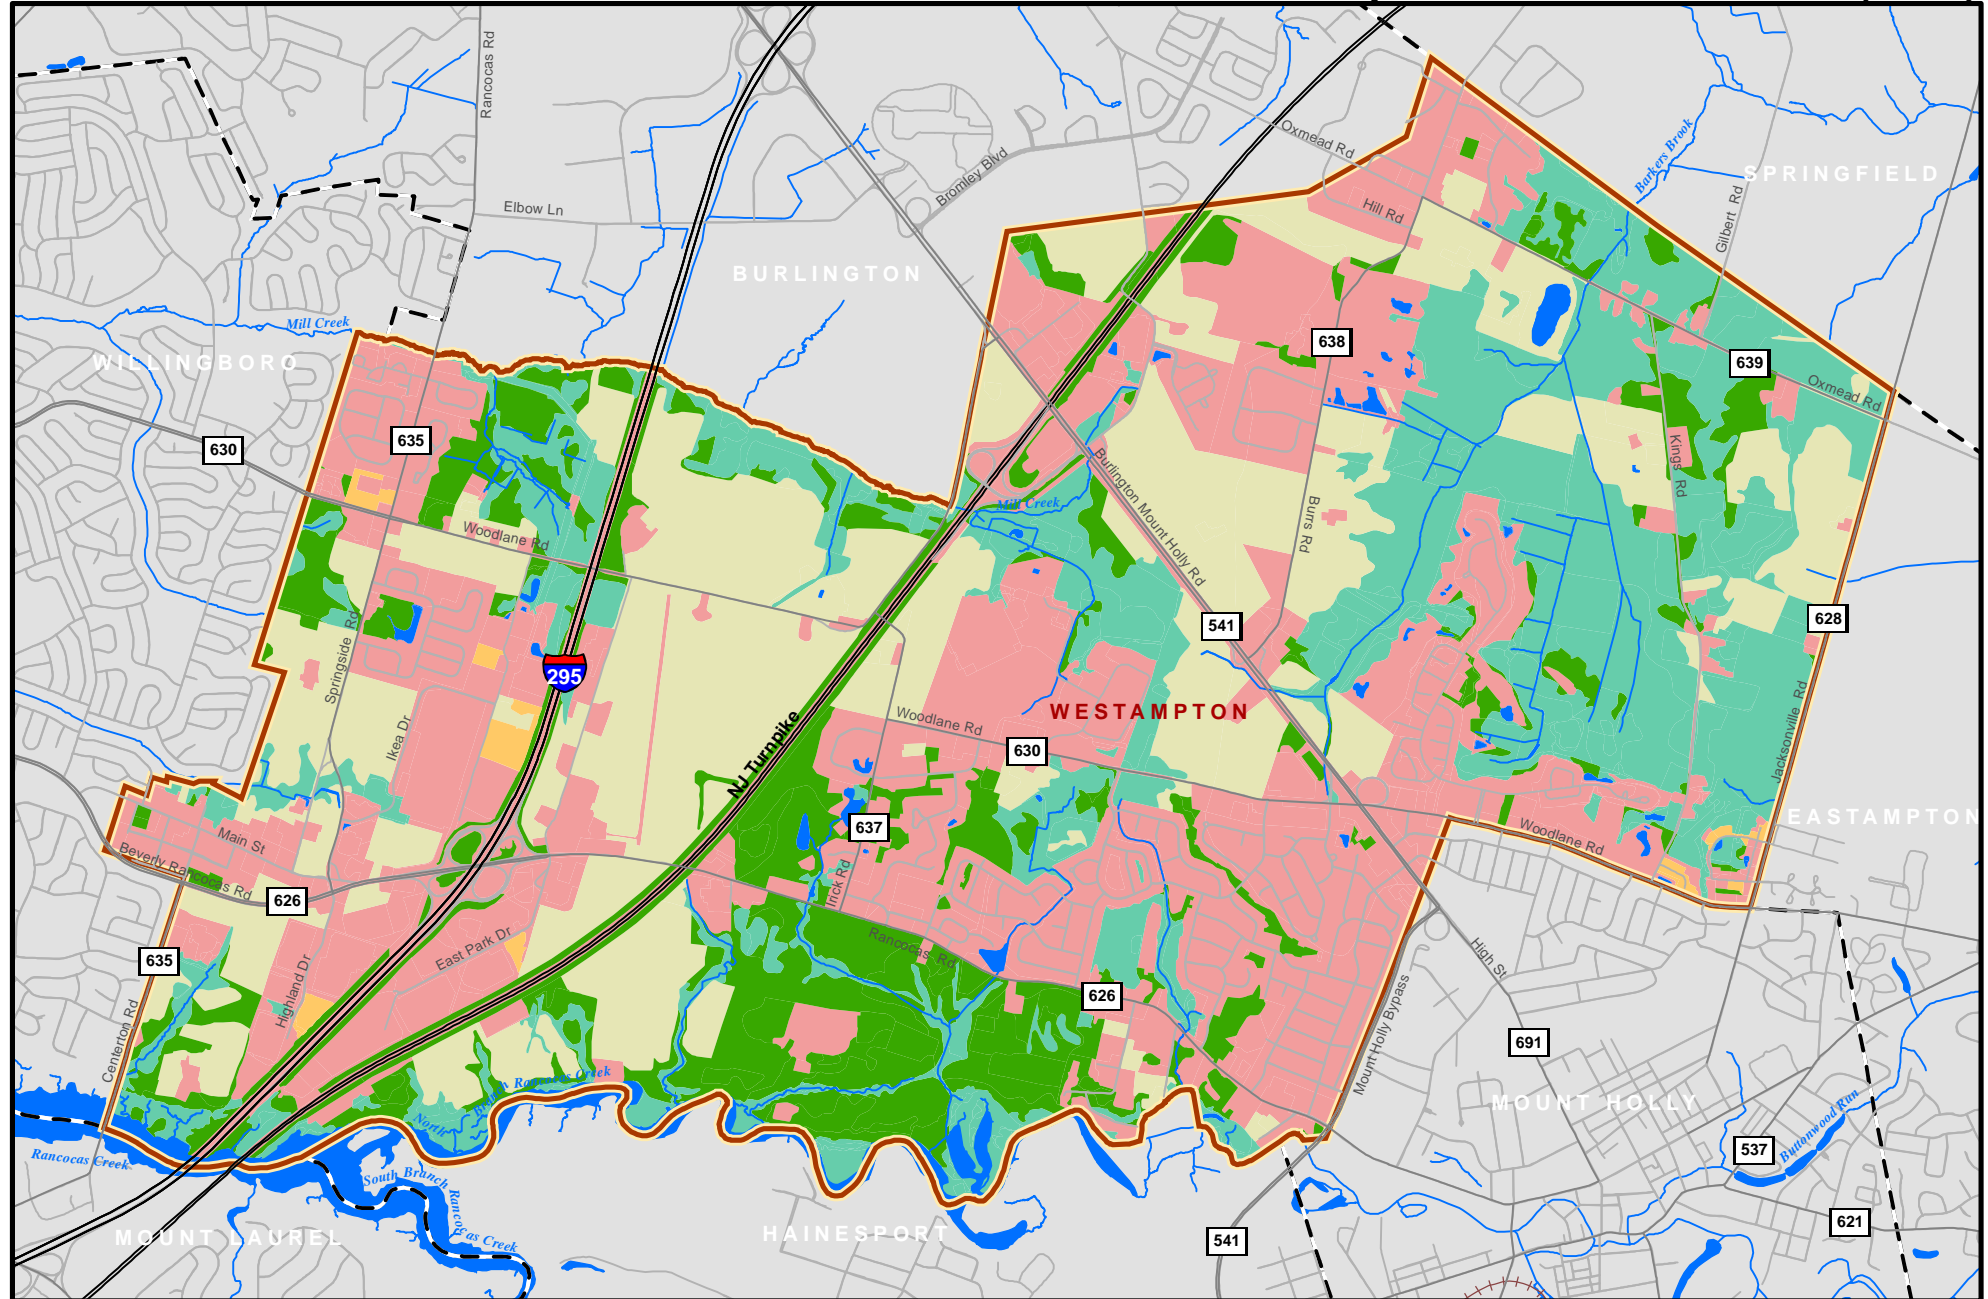 Rancocas Rd
Oxmead Rd
Barkers Brook
SPRINGFIELD
Bromley Blvd
Elbow Ln
Hill Rd
Gilbert Rd
BURLINGTON
Mill Creek
WILLINGBORO
638
639
Oxmead Rd
635
630
Kings Rd
Burlington Mount Holly Rd
Mill Creek
Burrs Rd
Woodlane Rd
541
628
Springside Rd
295
Jacksonville Rd
WESTAMPTON
Woodlane Rd
Ikea Dr
NJ Turnpike
630
EASTAMPTON
637
Main St
Woodlane Rd
Beverly Rancocas Rd
Irick Rd
626
East Park Dr
Rancocas Rd
High St
635
Highland Dr
626
Centerton Rd
Mount Holly Bypass
691
Branch Rancocas Creek
North
MOUNT HOLLY
Buttonwood Run
537
Rancocas Creek
South Branch Rancocas Creek
621
MOUNT LAUREL
HAINESPORT
541